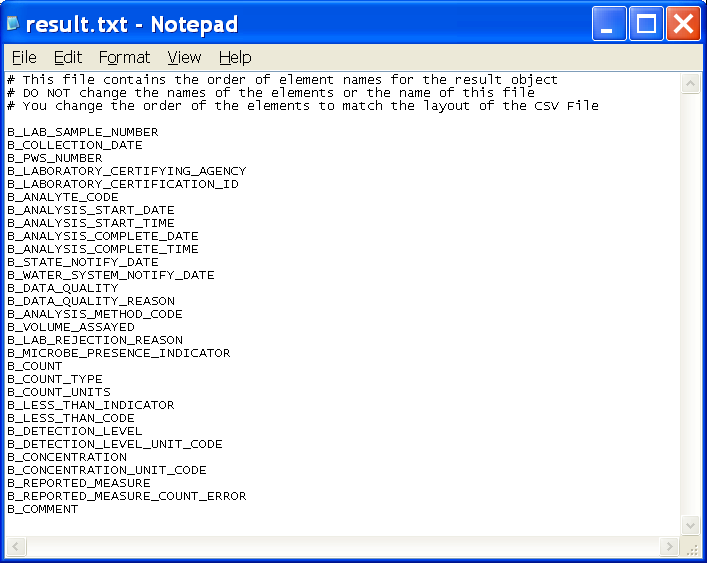 result.txt - Notepad
File Edit Format View Help
# This file contains the order of element names for the result object
# DO NOT change the names of the elements or the name of this file
# You change the order of the elements to match the layout of the CSV File
B_LAB_SAMPLE_NUMBER
B_COLLECTION_DATE
B_PWS_NUMBER
B_LABORATORY_CERTIFYING_AGENCY
B_LABORATORY_CERTIFICATION_ID
B_ANALYTE_CODE
B_ANALYSIS_START_DATE
B_ANALYSIS_START_TIME
B_ANALYSIS_COMPLETE_DATE
B_ANALYSIS_COMPLETE_TIME
B_STATE_NOTIFY_DATE
B_WATER_SYSTEM_NOTIFY_DATE
B_DATA_QUALITY
B_DATA_QUALITY_REASON
B_ANALYSIS_METHOD_CODE
B_VOLUME_ASSAYED
B_LAB_REJECTION_REASON
B_MICROBE_PRESENCE_INDICATOR
B_COUNT
B_COUNT_TYPE
B_COUNT_UNITS
B_LESS_THAN_INDICATOR
B_LESS_THAN_CODE
B_DETECTION_LEVEL
B_DETECTION_LEVEL_UNIT_CODE
B_CONCENTRATION
B_CONCENTRATION_UNIT_CODE
B_REPORTED_MEASURE
B_REPORTED_MEASURE_COUNT_ERROR
B_COMMENT